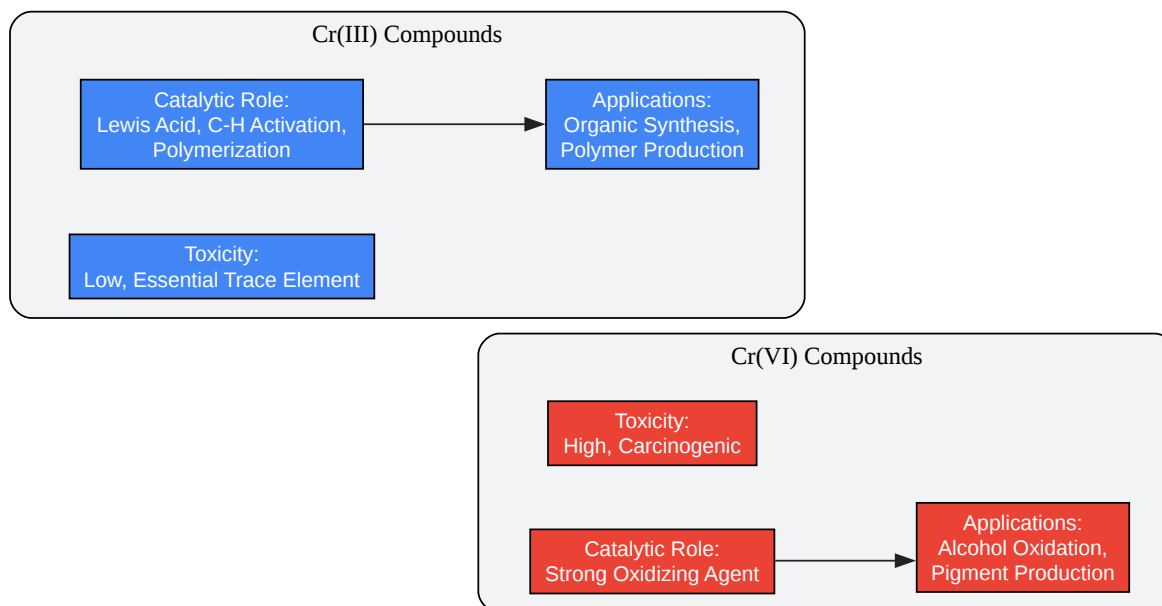 Cr(III) Compounds
Catalytic Role:
Lewis Acid, C-H Activation,
Polymerization
Applications:
Organic Synthesis,
Polymer Production
Toxicity:
Low, Essential Trace Element
Cr(VI) Compounds
Toxicity:
High, Carcinogenic
Catalytic Role:
Strong Oxidizing Agent
Applications:
Alcohol Oxidation,
Pigment Production